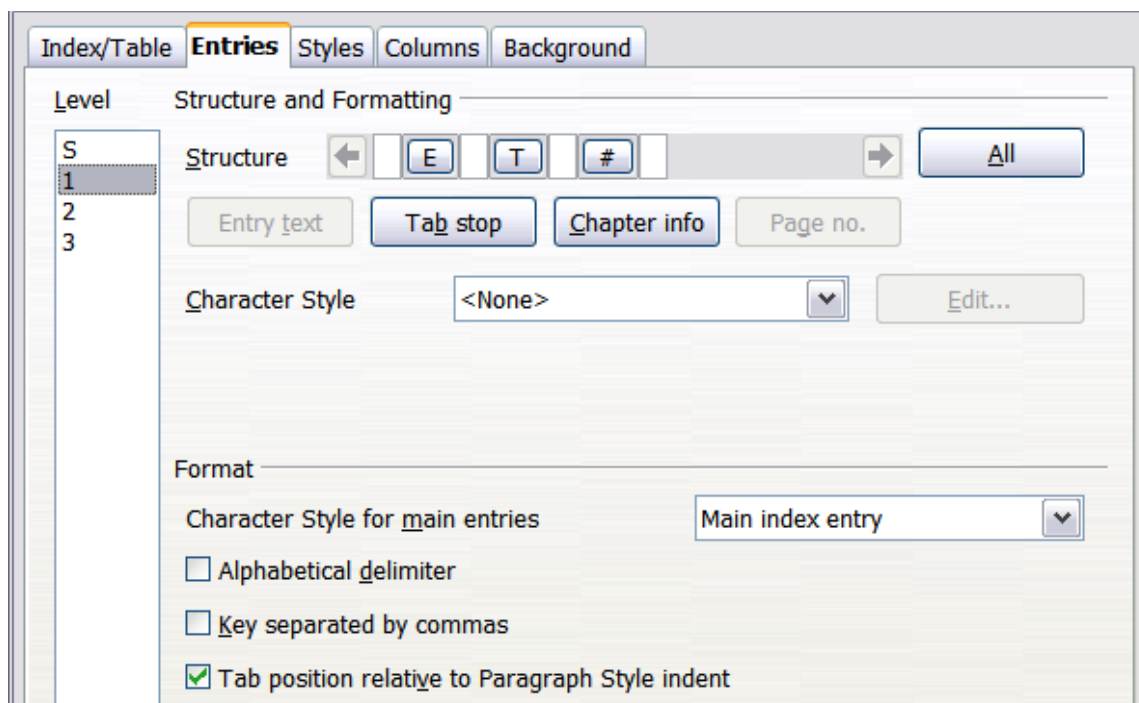 Index/Table Entries Styles Columns Background
Level Structure and Formatting
S
1
2
3
Structure E T # All
Entry text Tab stop Chapter info Page no.
Character Style <None> Edit...
Format
Character Style for main entries Main index entry
Alphabetical delimiter
Key separated by commas
Tab position relative to Paragraph Style indent